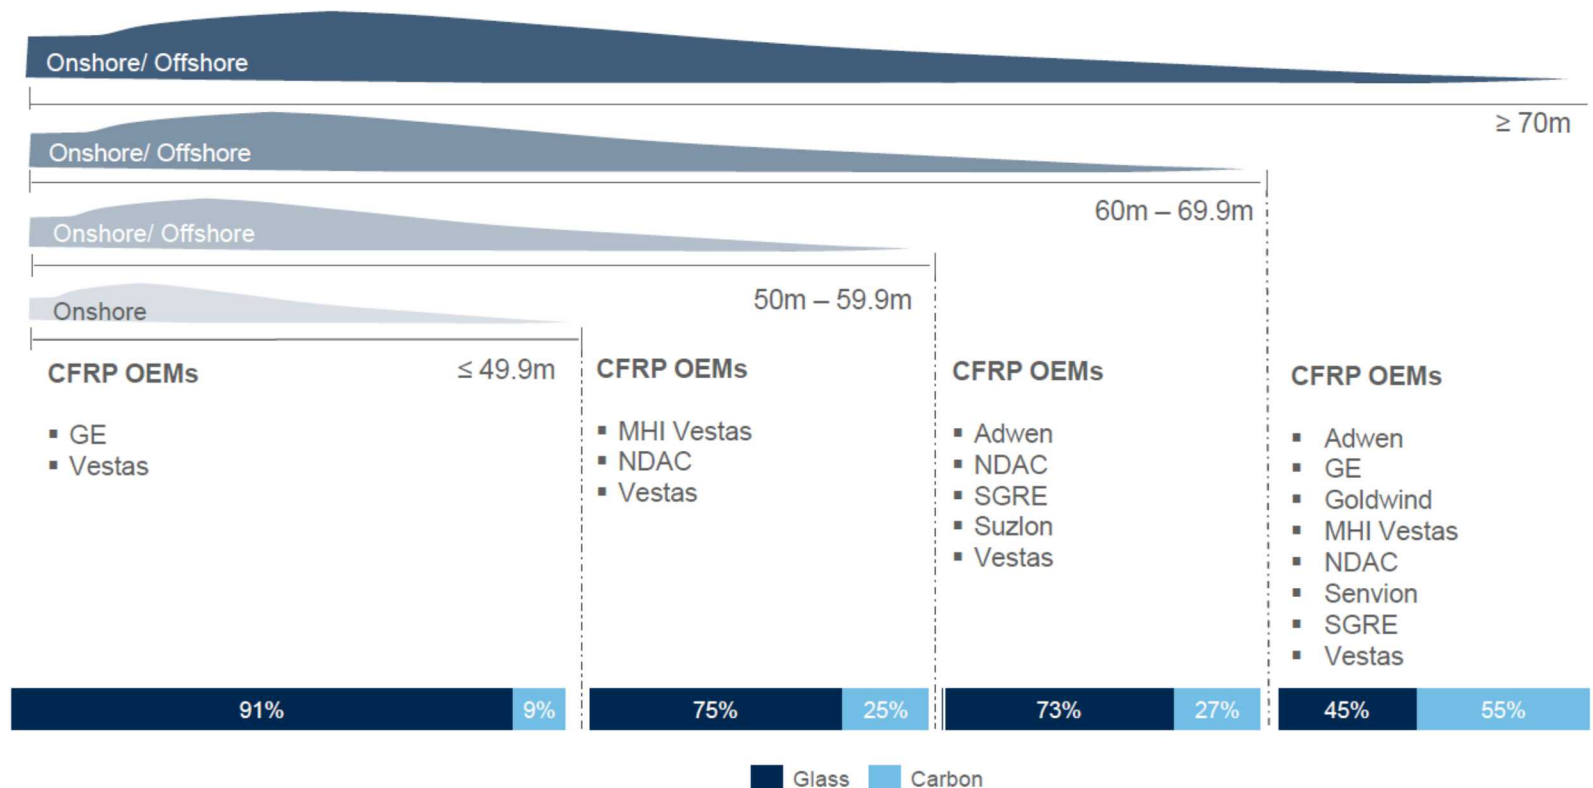 Onshore/ Offshore
≥ 70m
Onshore/ Offshore
60m – 69.9m
Onshore/ Offshore
50m – 59.9m
Onshore
≤ 49.9m
CFRP OEMs
▪ GE
▪ Vestas
CFRP OEMs
▪ MHI Vestas
▪ NDAC
▪ Vestas
CFRP OEMs
▪ Adwen
▪ NDAC
▪ SGRE
▪ Suzlon
▪ Vestas
CFRP OEMs
▪ Adwen
▪ GE
▪ Goldwind
▪ MHI Vestas
▪ NDAC
▪ Senvion
▪ SGRE
▪ Vestas
91% 9% 75% 25% 73% 27% 45% 55%
Glass Carbon